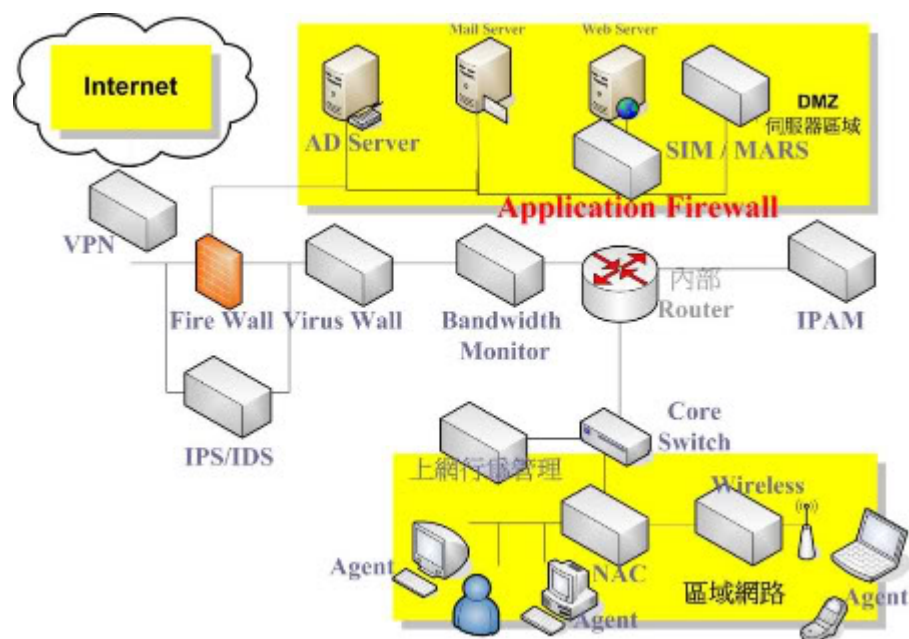 Internet
Mail Server
Web Server
AD Server
DMZ
伺服器區域
SIM / MARS
Application Firewall
VPN
Fire Wall
Virus Wall
Bandwidth
Monitor
內部
Router
IPAM
IPS/IDS
Core
Switch
上網行為管理
Wireless
Agent
NAC
Agent
區域網路
Agent